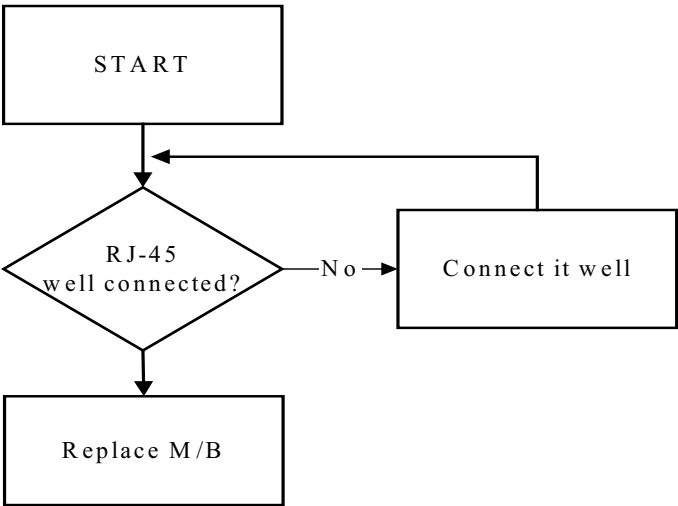 START
RJ-45
well connected?
No
Connect it well
Replace M/B